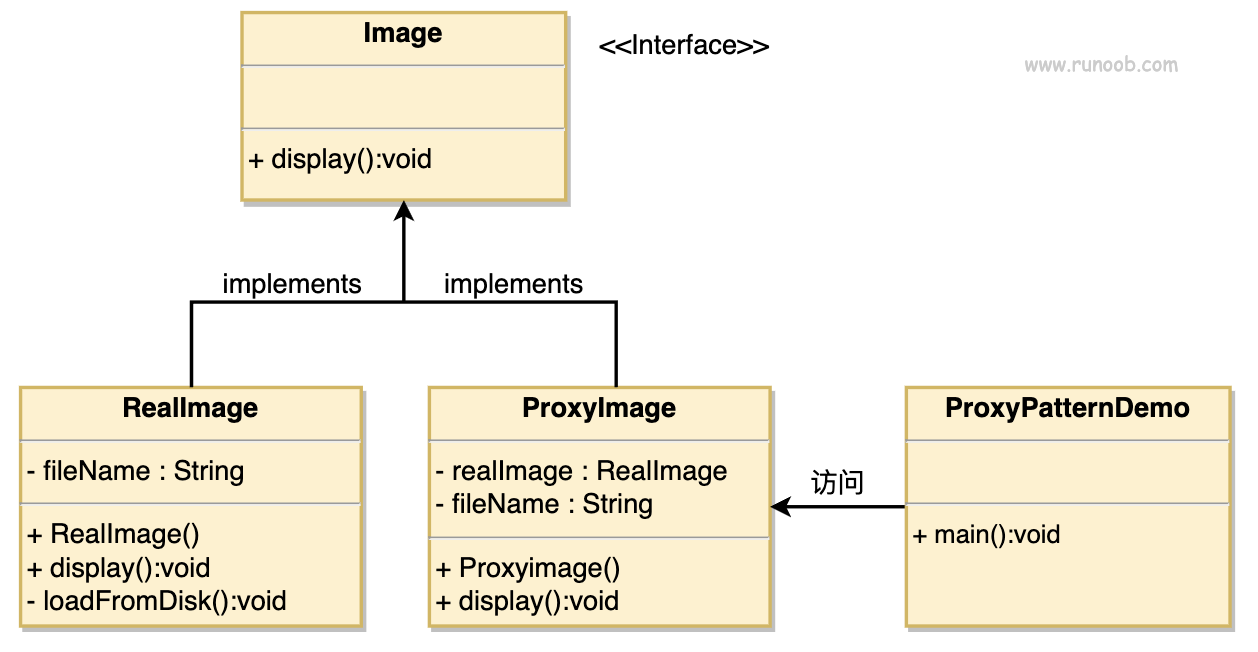 Image
<<Interface>>
www.runoob.com
+ display():void
implements
implements
RealImage
- fileName : String
+ RealImage()
+ display():void
- loadFromDisk():void
ProxyImage
- realImage : RealImage
- fileName : String
+ Proxyimage()
+ display():void
访问
ProxyPatternDemo
+ main():void